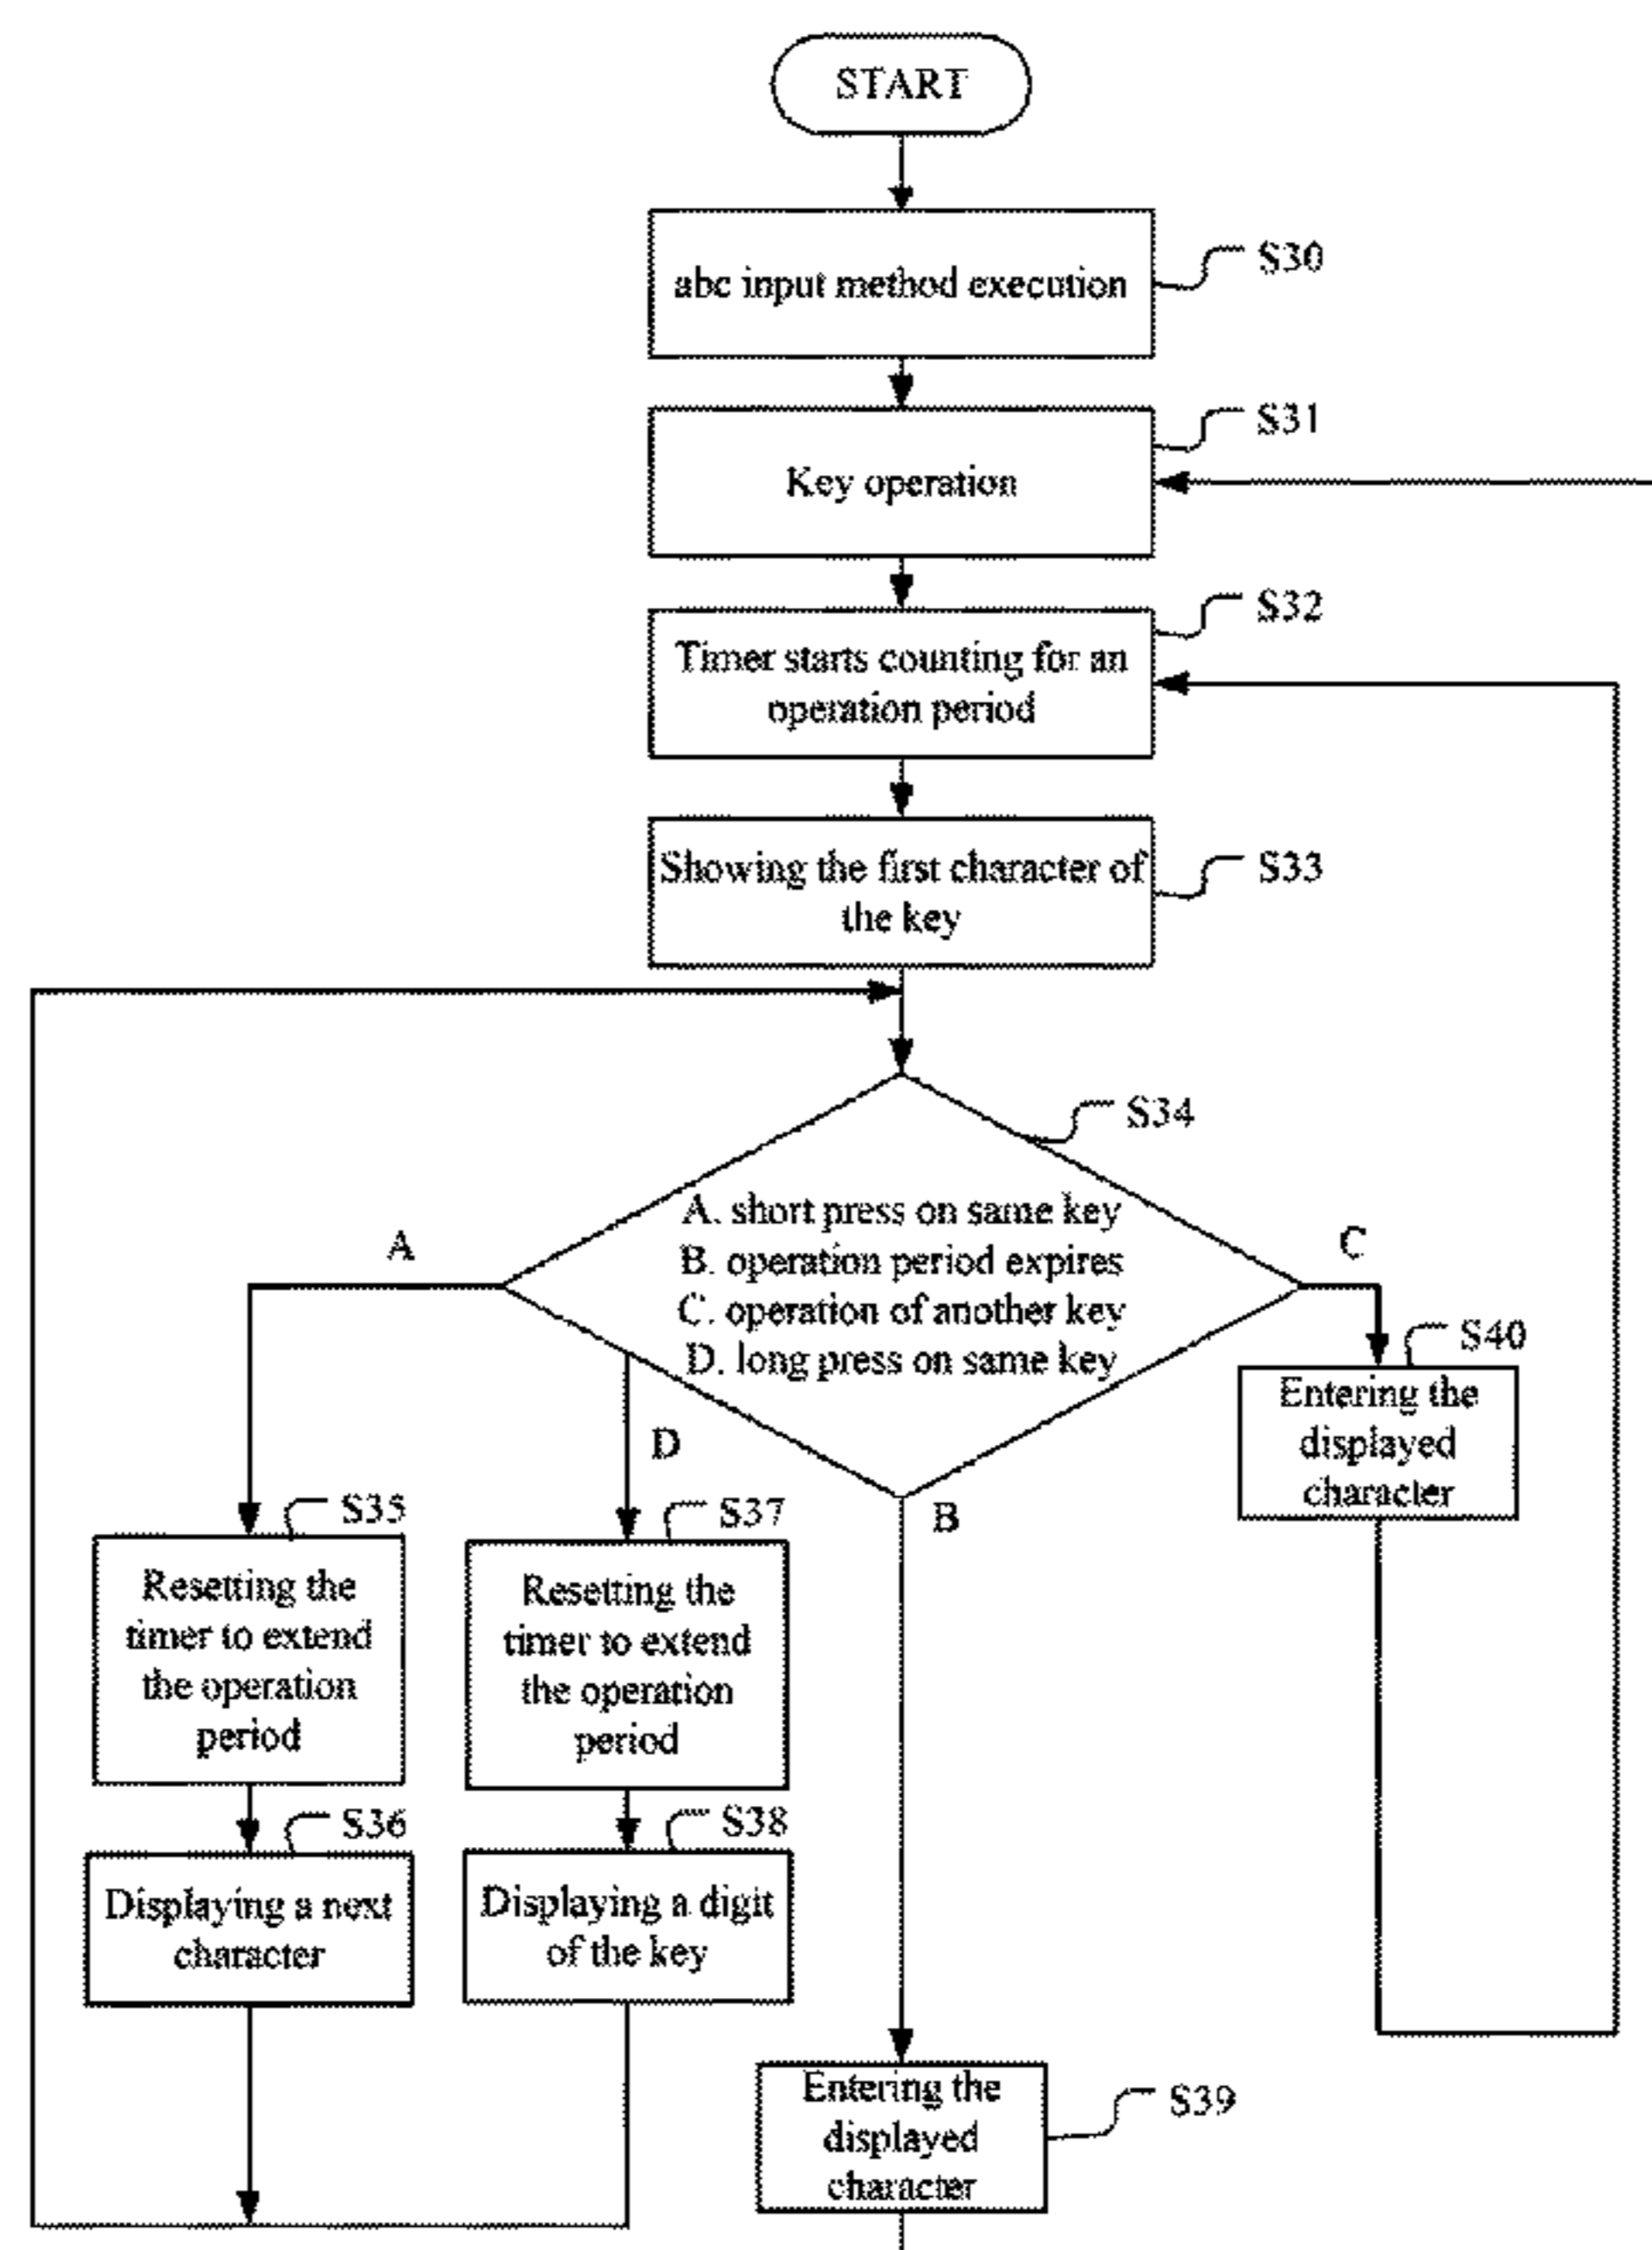 START
abc input method execution
S30
Key operation
S31
Timer starts counting for an
operation period
S32
Showing the first character of
the key
S33
S34
A. short press on same key
B. operation period expires
C. operation of another key
D. long press on same key
A
C
D
B
S40
Entering the
displayed
character
S35
Resetting the
timer to extend
the operation
period
S37
Resetting the
timer to extend
the operation
period
S36
Displaying a next
character
S38
Displaying a digit
of the key
S39
Entering the
displayed
character